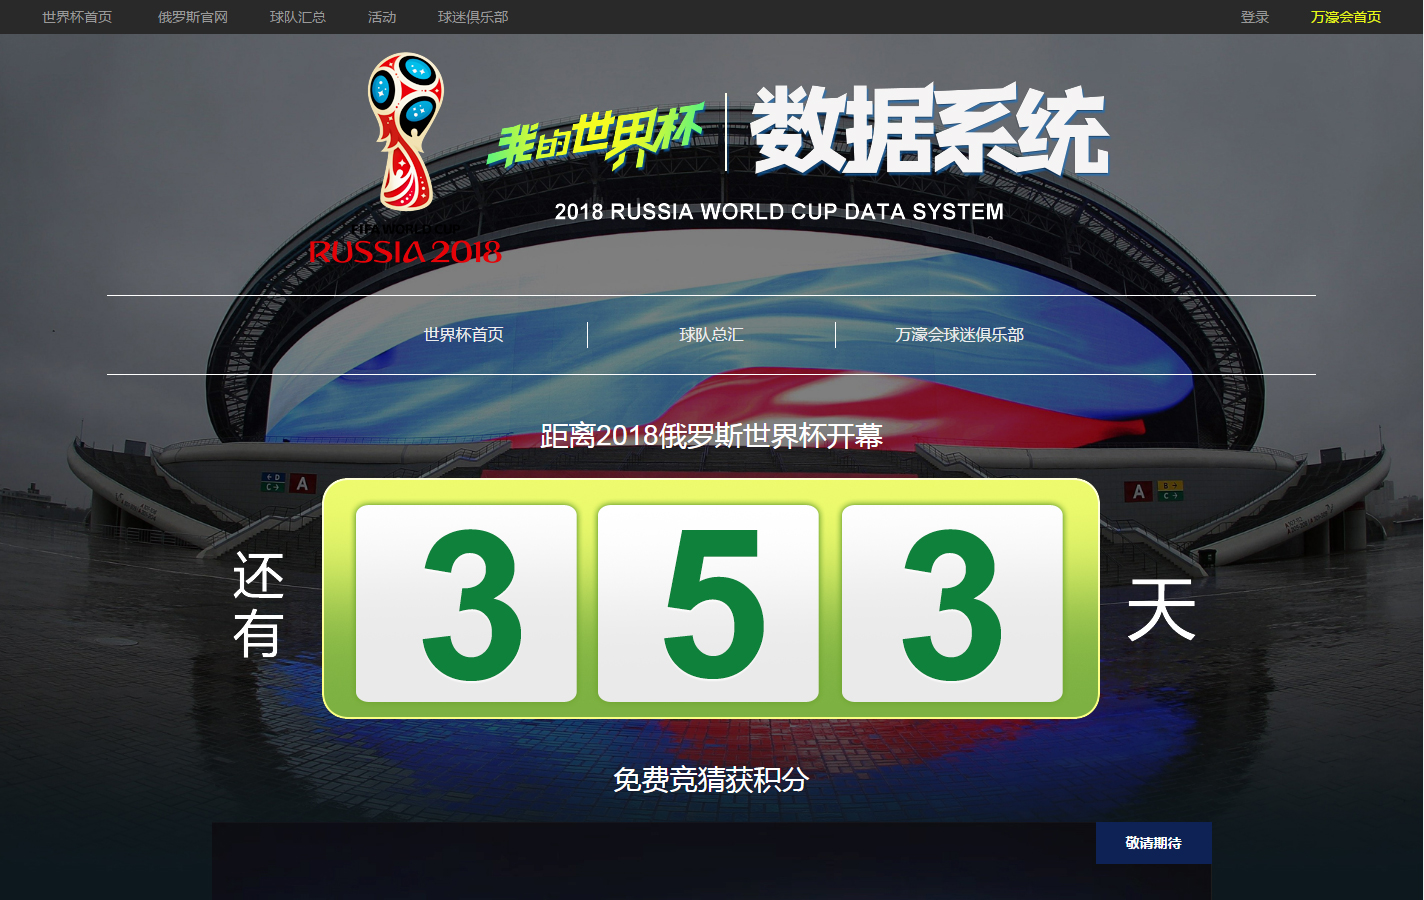 世界杯首页 俄罗斯官网 球队汇总 活动 球迷俱乐部 登录 万濠会首页
我的世界杯 数据系统
2018 RUSSIA WORLD CUP DATA SYSTEM
FIFA WORLD CUP
RUSSIA 2018
世界杯首页 球队总汇 万濠会球迷俱乐部
距离2018俄罗斯世界杯开幕
← D
C →
A
A
B →
C →
还有 3 5 3 天
免费竞猜获积分
敬请期待